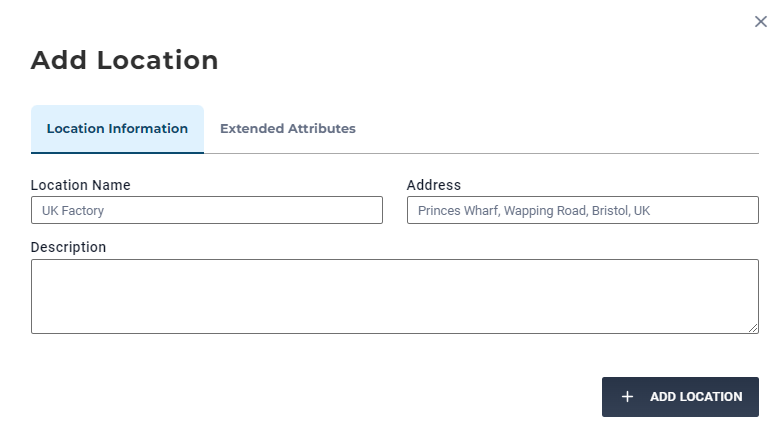 Add Location
Location Information Extended Attributes
Location Name Address
UK Factory Princes Wharf, Wapping Road, Bristol, UK
Description
ADD LOCATION